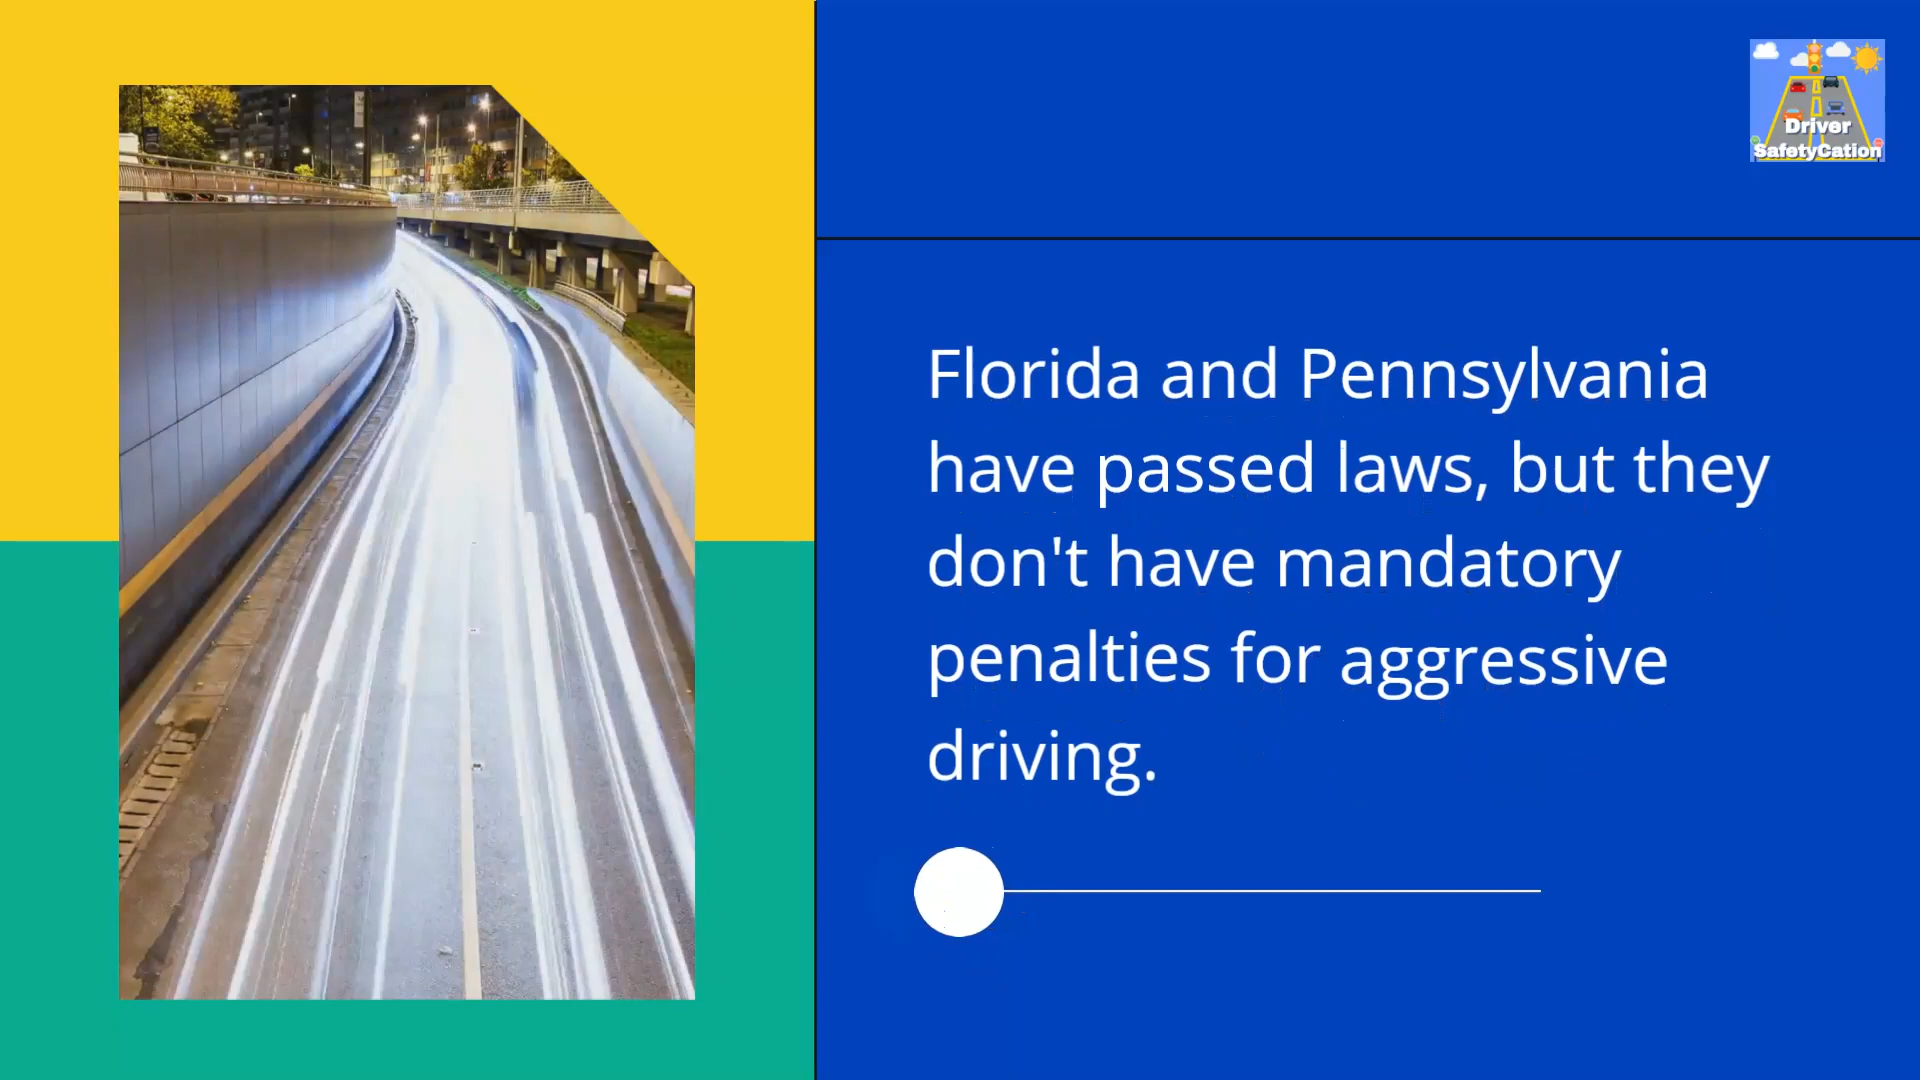 Driver
SafetyCation
Florida and Pennsylvania
have passed laws, but they
don't have mandatory
penalties for aggressive
driving.